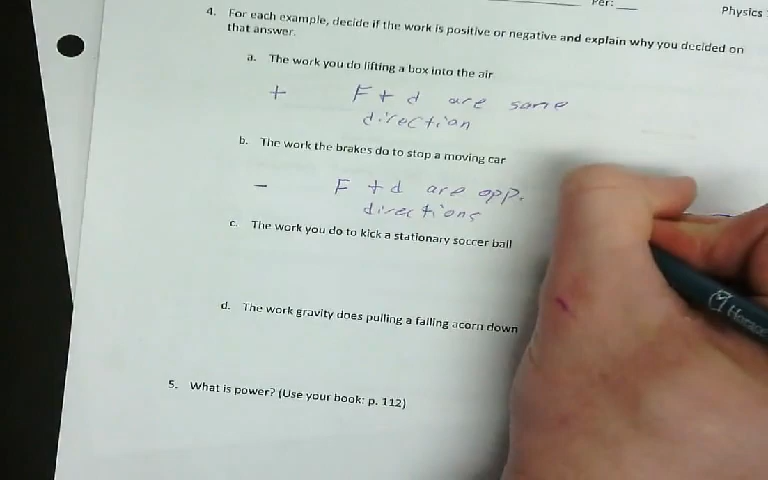 Per:
Physics
4. For each example, decide if the work is positive or negative and explain why you decided on
that answer.
a. The work you do lifting a box into the air
+ F + d are same
direction
b. The work the brakes do to stop a moving car
- F + d are opp.
directions
c. The work you do to kick a stationary soccer ball
d. The work gravity does pulling a falling acorn down
5. What is power? (Use your book: p. 112)